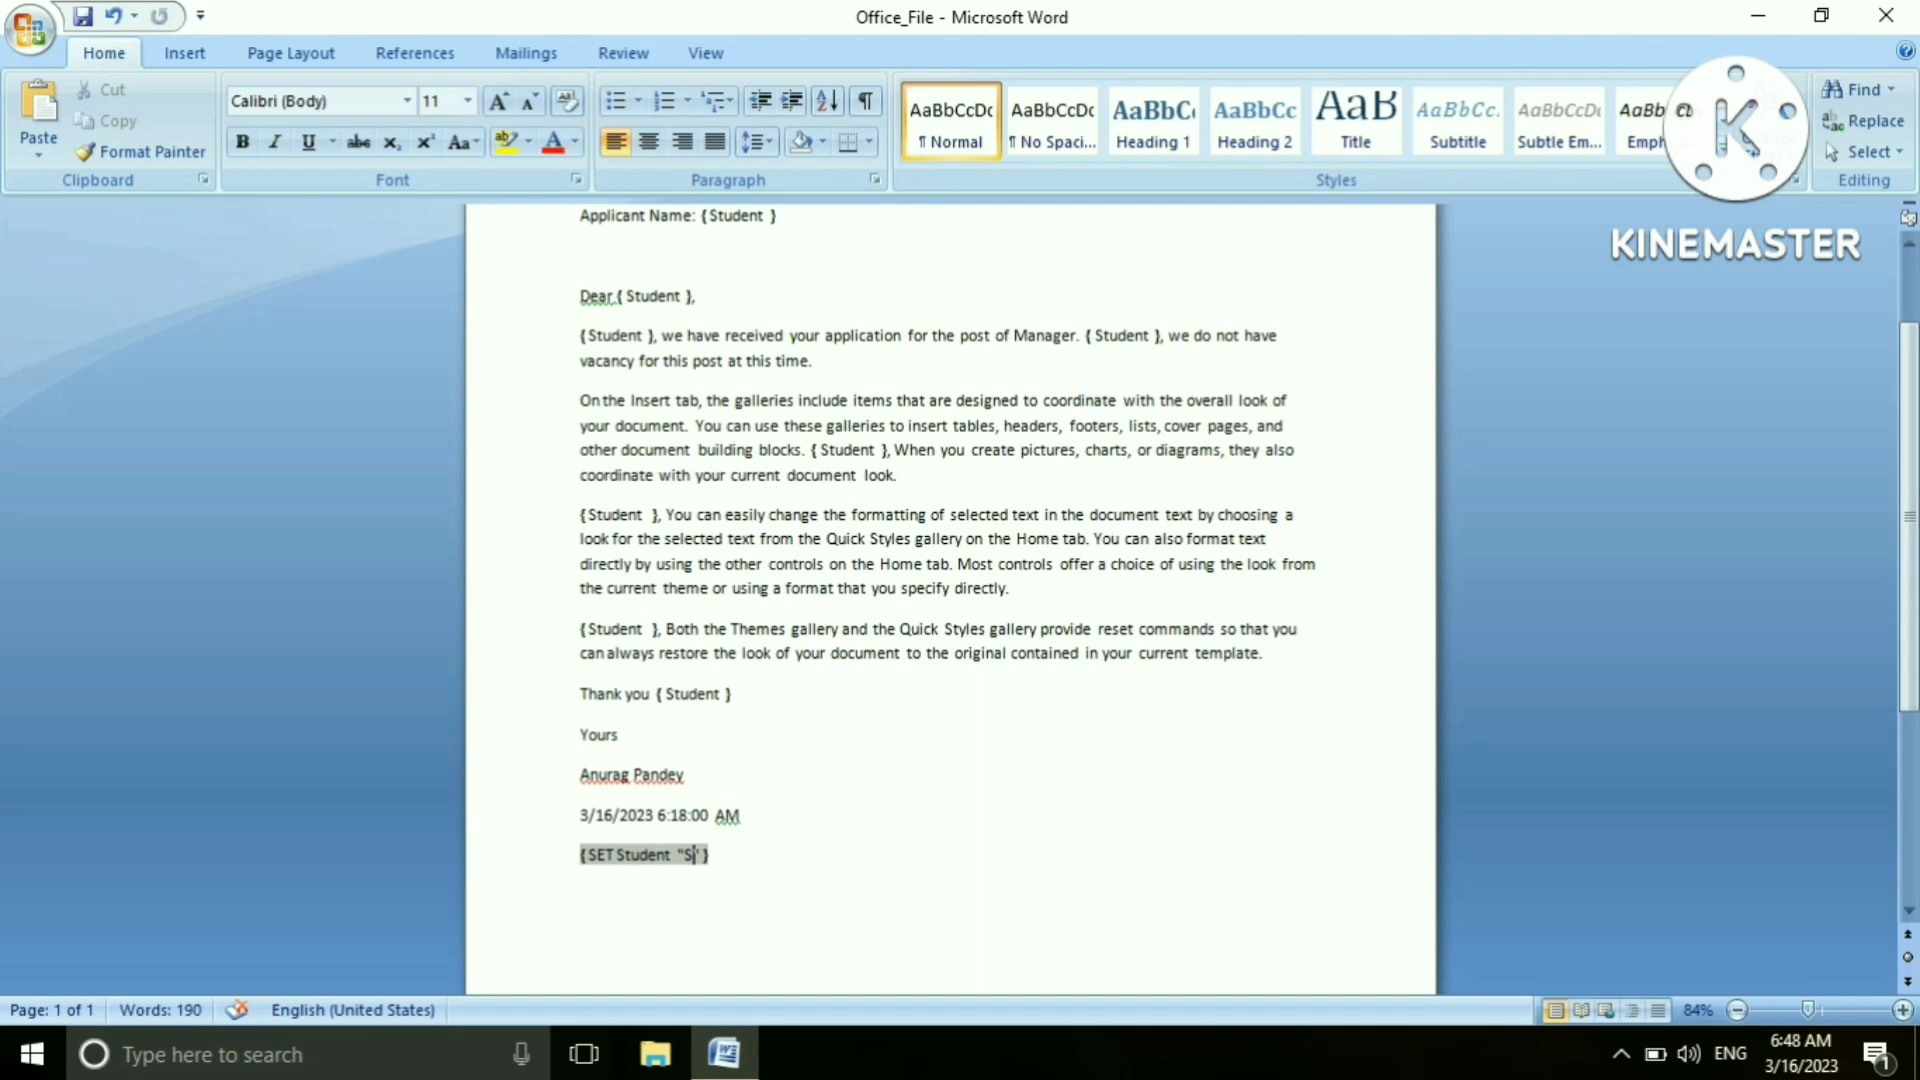 Office_File - Microsoft Word
Home Insert Page Layout References Mailings Review View
Cut
Copy
Format Painter
Paste
Clipboard
Calibri (Body) 11
Font
Paragraph
AaBbCcDc AaBbCcDc AaBbC AaBbCc AaB AaBbCc. AaBbCcDc AaBb
¶ Normal ¶ No Spaci... Heading 1 Heading 2 Title Subtitle Subtle Em... Emph
Styles
Find
Replace
Select
Editing
K
KINEMASTER
Applicant Name: { Student }
Dear { Student },
{ Student }, we have received your application for the post of Manager. { Student }, we do not have
vacancy for this post at this time.
On the Insert tab, the galleries include items that are designed to coordinate with the overall look of
your document. You can use these galleries to insert tables, headers, footers, lists, cover pages, and
other document building blocks. { Student }, When you create pictures, charts, or diagrams, they also
coordinate with your current document look.
{ Student }, You can easily change the formatting of selected text in the document text by choosing a
look for the selected text from the Quick Styles gallery on the Home tab. You can also format text
directly by using the other controls on the Home tab. Most controls offer a choice of using the look from
the current theme or using a format that you specify directly.
{ Student }, Both the Themes gallery and the Quick Styles gallery provide reset commands so that you
can always restore the look of your document to the original contained in your current template.
Thank you { Student }
Yours
Anurag Pandey
3/16/2023 6:18:00 AM
{ SET Student "S" }
Page: 1 of 1 Words: 190 English (United States) 84%
Type here to search
ENG
6:48 AM
3/16/2023
1